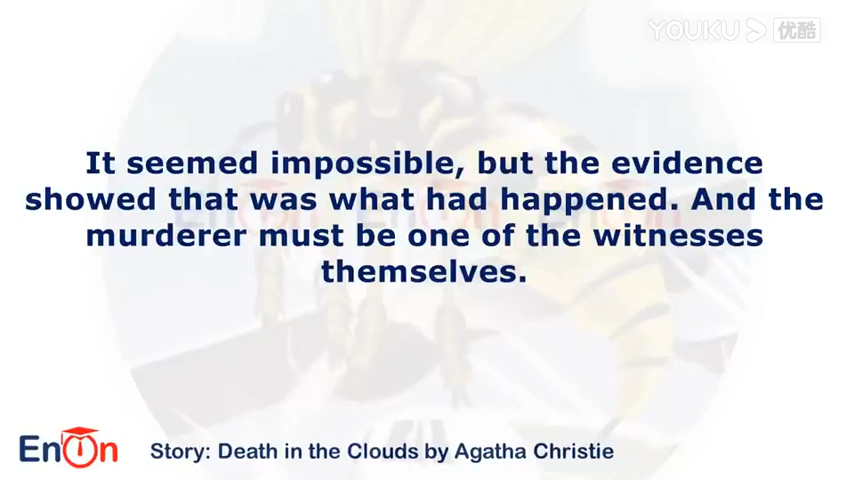 YOUKU 优酷
It seemed impossible, but the evidence
showed that was what had happened. And the
murderer must be one of the witnesses
themselves.
EnOn
Story: Death in the Clouds by Agatha Christie